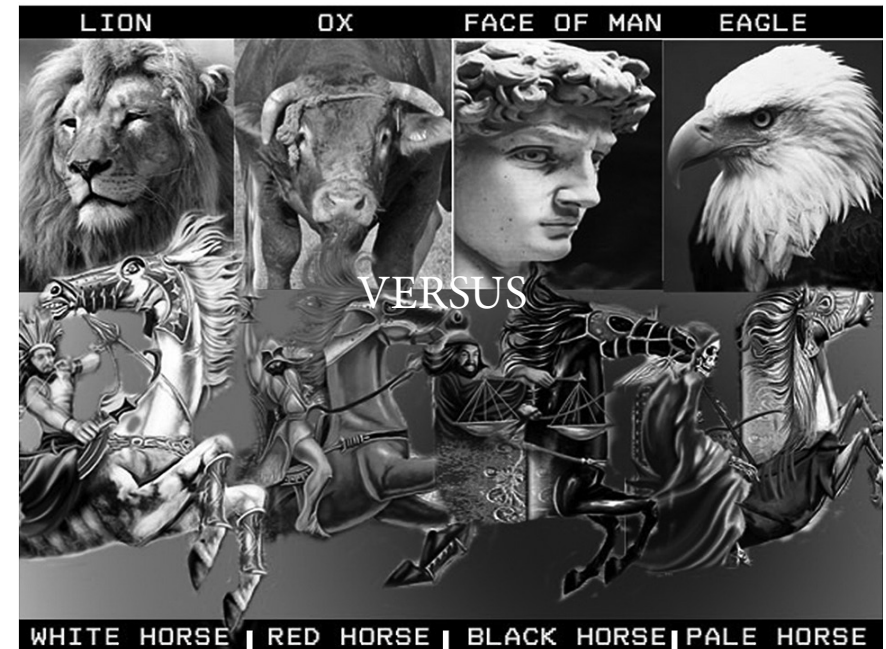 LION OX FACE OF MAN EAGLE
VERSUS
WHITE HORSE RED HORSE BLACK HORSE PALE HORSE